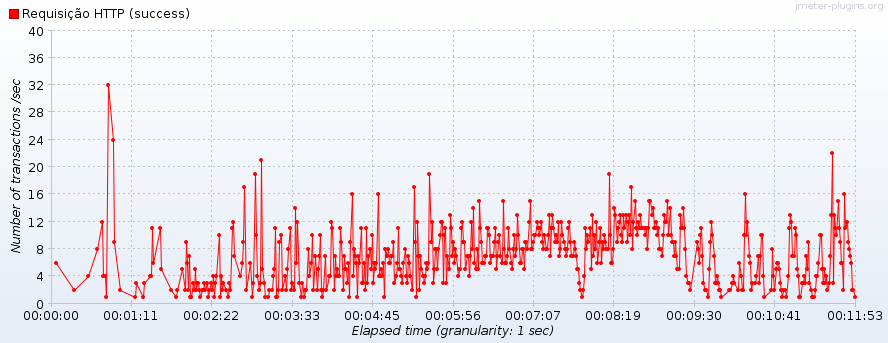 Requisição HTTP (success)
jmeter-plugins.org
40
36
32
28
24
20
16
12
8
4
0
Number of transactions /sec
00:00:00 00:01:11 00:02:22 00:03:33 00:04:45 00:05:56 00:07:07 00:08:19 00:09:30 00:10:41 00:11:53
Elapsed time (granularity: 1 sec)